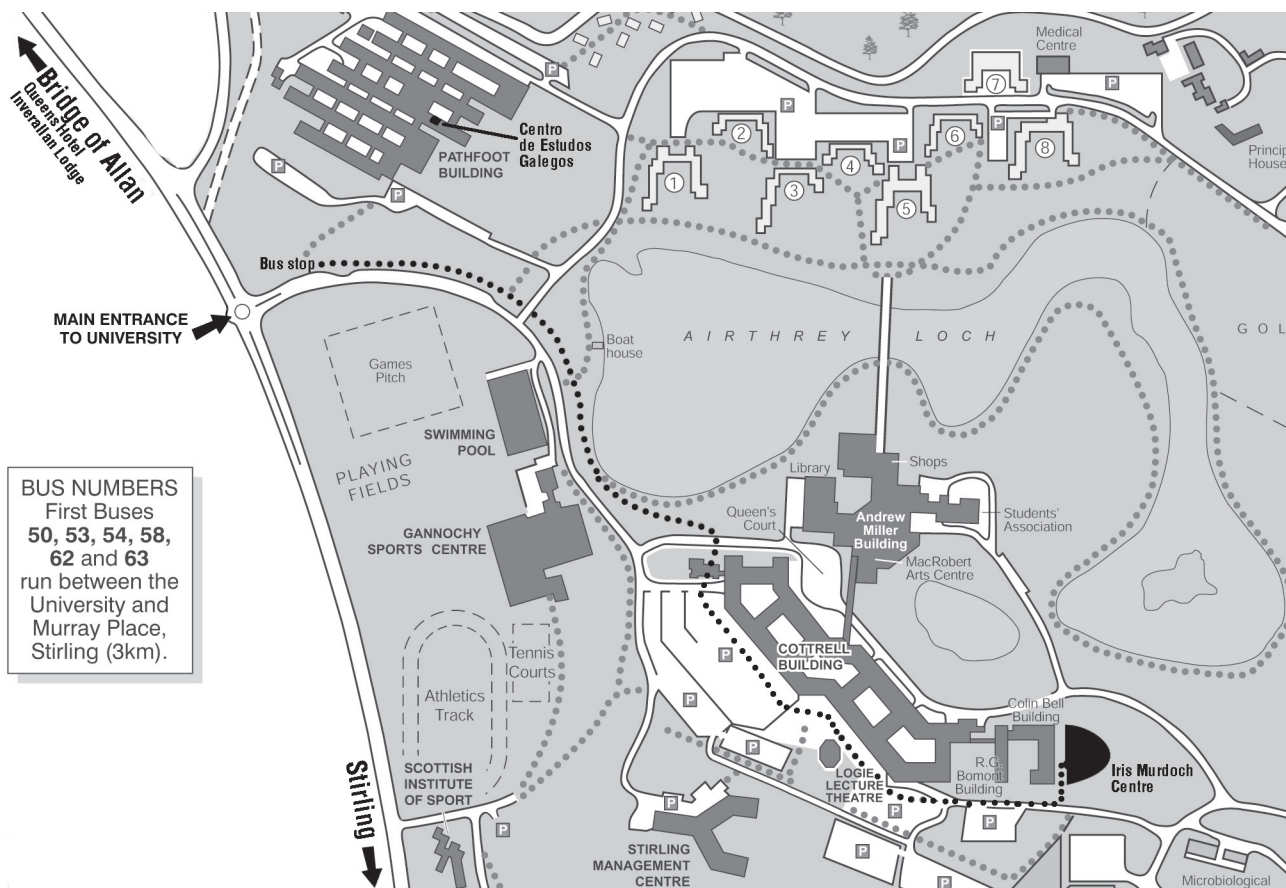 Bridge of Allan
Queens Hotel
Inverallan Lodge
P
Centro
de Estudos
Galegos
PATHFOOT
BUILDING
P
P
Medical
Centre
7
P
P
2
6
P
P
4
8
1
3
5
Princip
House
Bus stop
MAIN ENTRANCE
TO UNIVERSITY
Boat
house
AIRTHREY LOCH
GOL
Games
Pitch
SWIMMING
POOL
PLAYING
FIELDS
BUS NUMBERS
First Buses
50, 53, 54, 58,
62 and 63
run between the
University and
Murray Place,
Stirling (3km).
GANNOCHY
SPORTS CENTRE
Library
Shops
Queen's
Court
Andrew
Miller
Building
Students'
Association
MacRobert
Arts Centre
Tennis
Courts
Athletics
Track
P
COTTRELL
BUILDING
P
P
Colin Bell
Building
R.G.
Bomont
Building
Iris Murdoch
Centre
LOGIE
LECTURE
THEATRE
SCOTTISH
INSTITUTE
OF SPORT
Stirling
P
P
P
P
STIRLING
MANAGEMENT
CENTRE
P
P
Microbiological